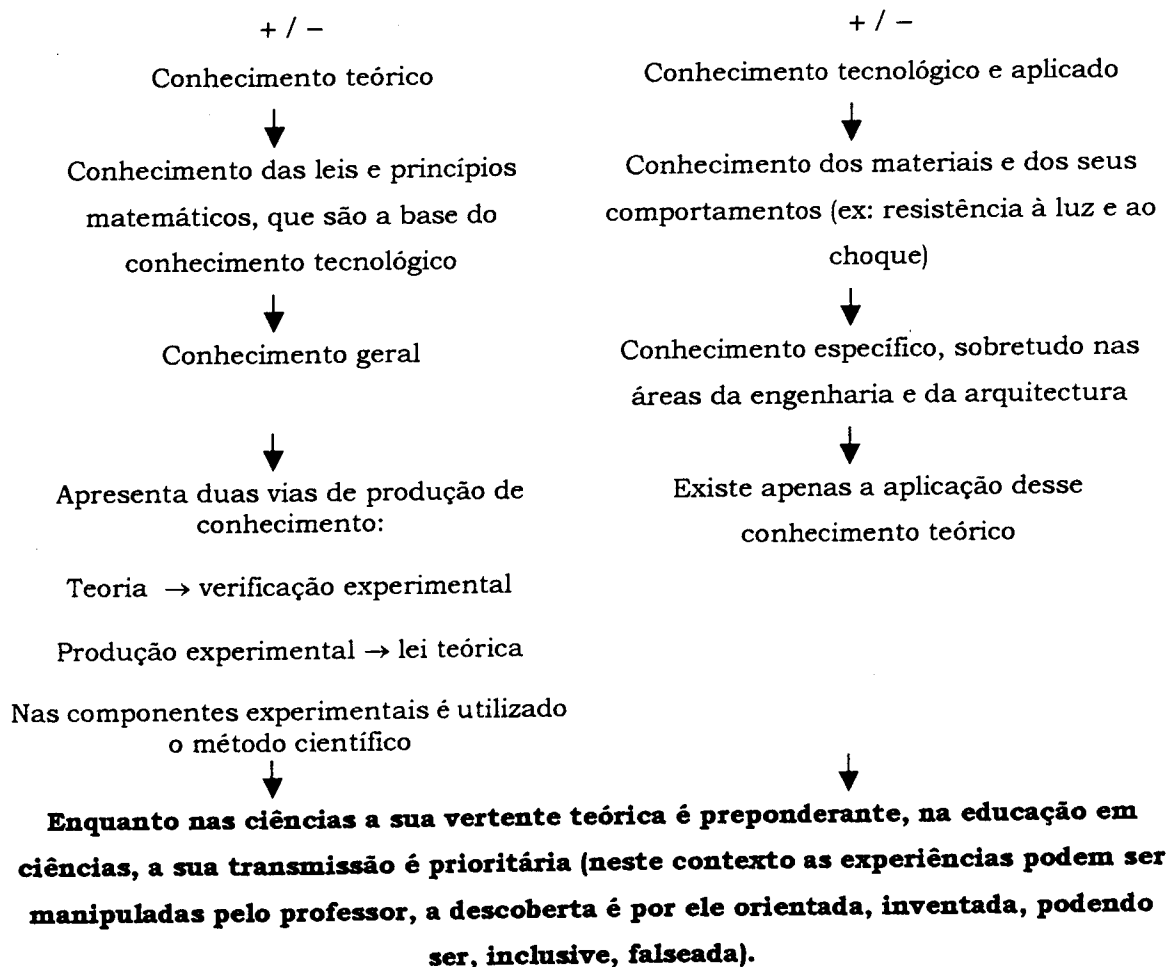 + / −
Conhecimento teórico
Conhecimento das leis e princípios
matemáticos, que são a base do
conhecimento tecnológico
Conhecimento geral
Apresenta duas vias de produção de
conhecimento:
Teoria → verificação experimental
Produção experimental → lei teórica
Nas componentes experimentais é utilizado
o método científico
+ / −
Conhecimento tecnológico e aplicado
Conhecimento dos materiais e dos seus
comportamentos (ex: resistência à luz e ao
choque)
Conhecimento específico, sobretudo nas
áreas da engenharia e da arquitectura
Existe apenas a aplicação desse
conhecimento teórico
Enquanto nas ciências a sua vertente teórica é preponderante, na educação em
ciências, a sua transmissão é prioritária (neste contexto as experiências podem ser
manipuladas pelo professor, a descoberta é por ele orientada, inventada, podendo
ser, inclusive, falseada).